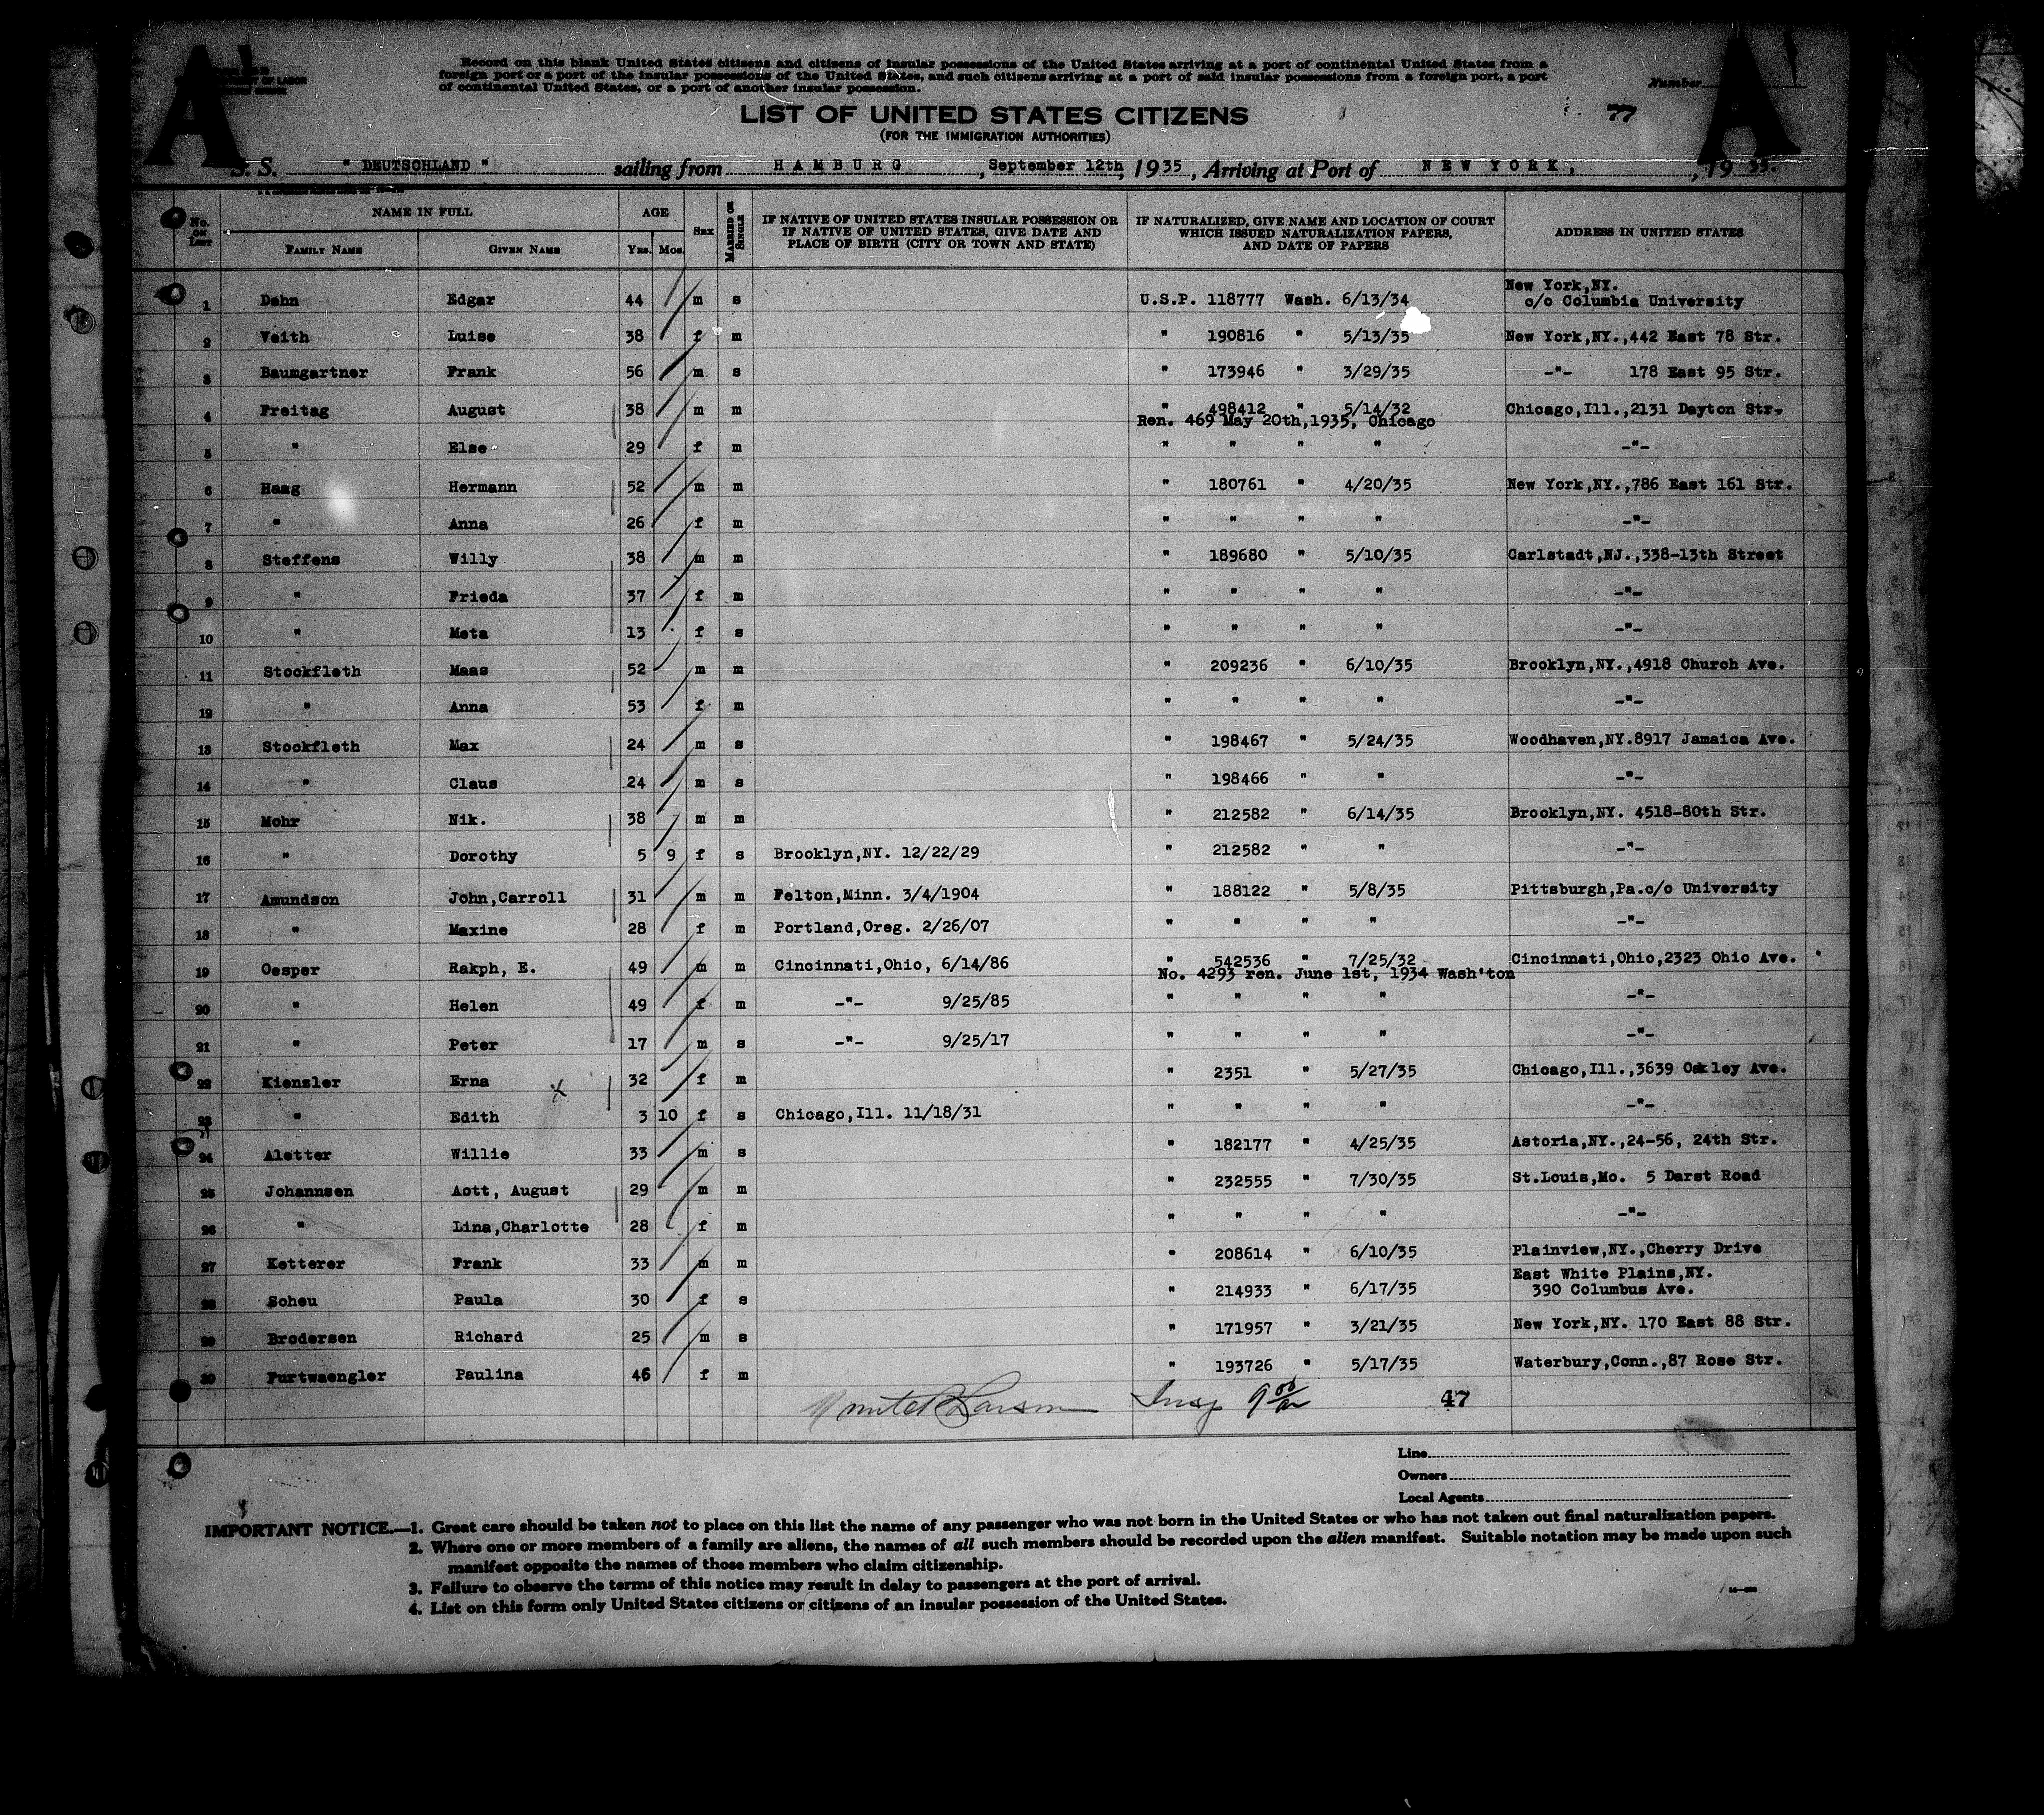 Record on this blank United States citizens and citizens of insular possessions of the United States arriving at a port of continental United States from a
foreign port or a port of the insular possessions of the United States, and such citizens arriving at a port of said insular possessions from a foreign port, a port
of continental United States, or a port of another insular possession.
Number
LIST OF UNITED STATES CITIZENS
(FOR THE IMMIGRATION AUTHORITIES)
77
A A
S. S. " DEUTSCHLAND " sailing from HAMBURG, September 12th, 1935, Arriving at Port of NEW YORK, , 19 35.
No. on List NAME IN FULL AGE Sex Married or Single IF NATIVE OF UNITED STATES INSULAR POSSESSION OR IF NATIVE OF UNITED STATES, GIVE DATE AND PLACE OF BIRTH (CITY OR TOWN AND STATE) IF NATURALIZED, GIVE NAME AND LOCATION OF COURT WHICH ISSUED NATURALIZATION PAPERS, AND DATE OF PAPERS ADDRESS IN UNITED STATES
Family Name Given Name Yrs. Mos.
New York,NY.
1 Dehn Edgar 44 m s U.S.P. 118777 Wash. 6/13/34 c/o Columbia University
2 Veith Luise 38 f m " 190816 " 5/13/35 New York,NY.,442 East 78 Str.
3 Baumgartner Frank 56 m s " 173946 " 3/29/35 -"- 178 East 95 Str.
4 Freitag August 38 m m " 498412 " 5/14/32 Chicago,Ill.,2131 Dayton Str.
Ren. 469 May 20th,1935, Chicago
5 " Else 29 f m " " " " -"-
6 Haag Hermann 52 m m " 180761 " 4/20/35 New York,NY.,786 East 161 Str.
7 " Anna 26 f m " " " " -"-
8 Steffens Willy 38 m m " 189680 " 5/10/35 Carlstadt,NJ.,338-13th Street
9 " Frieda 37 f m " " " " -"-
10 " Meta 13 f s " " " " -"-
11 Stockfleth Maas 52 m m " 209236 " 6/10/35 Brooklyn,NY.,4918 Church Ave.
12 " Anna 53 f m " " " " -"-
13 Stockfleth Max 24 m s " 198467 " 5/24/35 Woodhaven,NY.8917 Jamaica Ave.
14 " Claus 24 m s " 198466 " " -"-
15 Mohr Nik. 38 m m " 212582 " 6/14/35 Brooklyn,NY. 4518-80th Str.
16 " Dorothy 5 9 f s Brooklyn,NY. 12/22/29 " 212582 " " -"-
17 Amundson John,Carroll 31 m m Felton,Minn. 3/4/1904 " 188122 " 5/8/35 Pittsburgh,Pa.c/o University
18 " Maxine 28 f m Portland,Oreg. 2/26/07 " " " " -"-
19 Oesper Rakph, E. 49 m m Cincinnati,Ohio, 6/14/86 " 542536 " 7/25/32 Cincinnati,Ohio,2323 Ohio Ave.
No. 4293 ren. June 1st, 1934 Wash'ton
20 " Helen 49 f m -"- 9/25/85 " " " " -"-
21 " Peter 17 m s -"- 9/25/17 " " " " -"-
22 Kienzler Erna x 32 f m " 2351 " 5/27/35 Chicago,Ill.,3639 Oakley Ave.
23 " Edith 3 10 f s Chicago,Ill. 11/18/31 " " " " -"-
24 Aletter Willie 33 m s " 182177 " 4/25/35 Astoria,NY.,24-56, 24th Str.
25 Johannsen Aott, August 29 m m " 232555 " 7/30/35 St.Louis,Mo. 5 Darst Road
26 " Lina,Charlotte 28 f m " " " " -"-
27 Ketterer Frank 33 m m " 208614 " 6/10/35 Plainview,NY.,Cherry Drive
East White Plains,NY.
28 Scheu Paula 30 f s " 214933 " 6/17/35 390 Columbus Ave.
29 Brodersen Richard 25 m s " 171957 " 3/21/35 New York,NY. 170 East 88 Str.
30 Furtwaengler Paulina 46 f m " 193726 " 5/17/35 Waterbury,Conn.,87 Rose Str.
Insp 47
Line
Owners
Local Agents
IMPORTANT NOTICE.—1. Great care should be taken not to place on this list the name of any passenger who was not born in the United States or who has not taken out final naturalization papers.
2. Where one or more members of a family are aliens, the names of all such members should be recorded upon the alien manifest. Suitable notation may be made upon such
manifest opposite the names of those members who claim citizenship.
3. Failure to observe the terms of this notice may result in delay to passengers at the port of arrival.
4. List on this form only United States citizens or citizens of an insular possession of the United States.